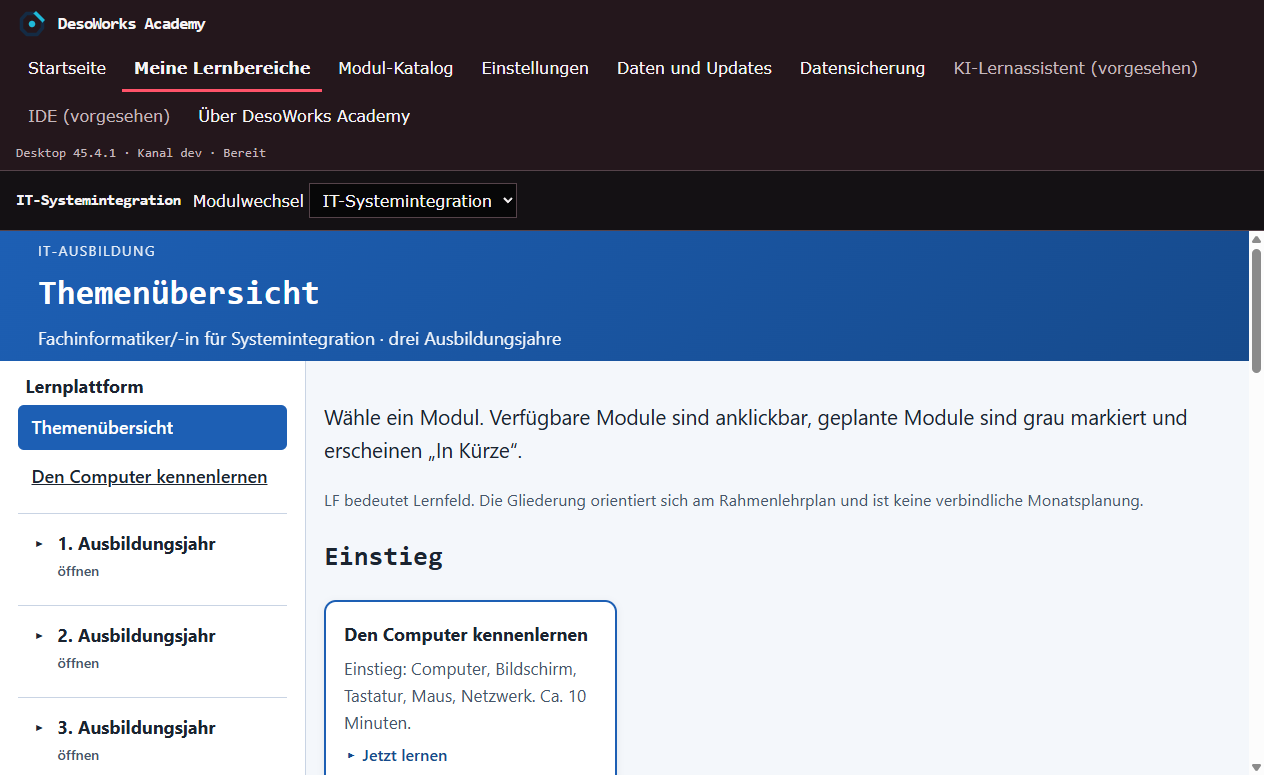 DesoWorks Academy
Startseite Meine Lernbereiche Modul-Katalog Einstellungen Daten und Updates Datensicherung KI-Lernassistent (vorgesehen)
IDE (vorgesehen) Über DesoWorks Academy
Desktop 45.4.1 · Kanal dev · Bereit
IT-Systemintegration Modulwechsel IT-Systemintegration
IT-AUSBILDUNG
Themenübersicht
Fachinformatiker/-in für Systemintegration · drei Ausbildungsjahre
Lernplattform
Themenübersicht
Den Computer kennenlernen
▸ 1. Ausbildungsjahr
öffnen
▸ 2. Ausbildungsjahr
öffnen
▸ 3. Ausbildungsjahr
öffnen
Wähle ein Modul. Verfügbare Module sind anklickbar, geplante Module sind grau markiert und
erscheinen „In Kürze“.
LF bedeutet Lernfeld. Die Gliederung orientiert sich am Rahmenlehrplan und ist keine verbindliche Monatsplanung.
Einstieg
Den Computer kennenlernen
Einstieg: Computer, Bildschirm,
Tastatur, Maus, Netzwerk. Ca. 10
Minuten.
▸ Jetzt lernen